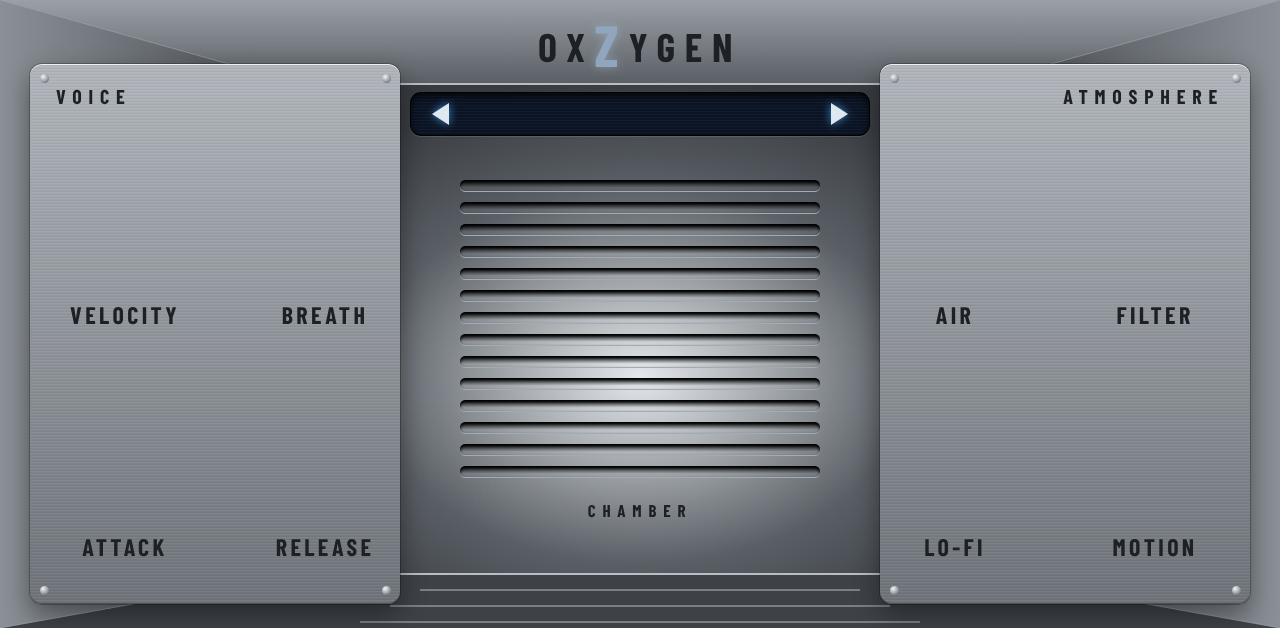 OXZYGEN
VOICE
ATMOSPHERE
VELOCITY BREATH
AIR FILTER
CHAMBER
ATTACK RELEASE
LO-FI MOTION